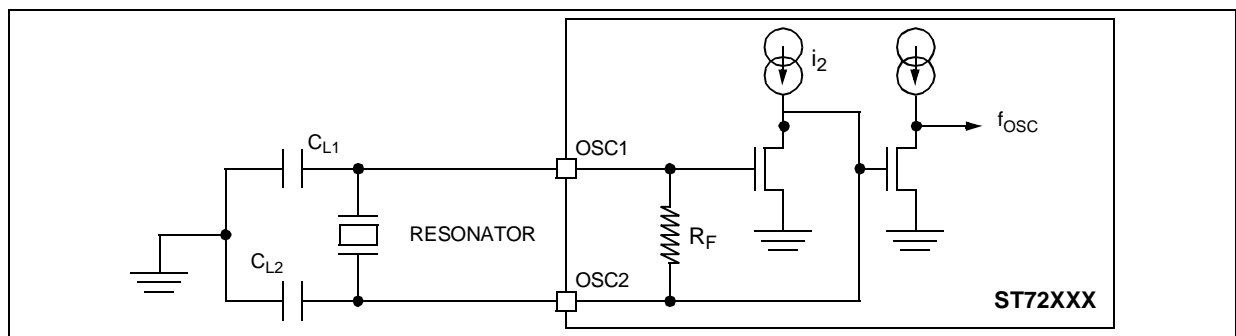 i2
fOSC
CL1
OSC1
RESONATOR
RF
CL2
OSC2
ST72XXX